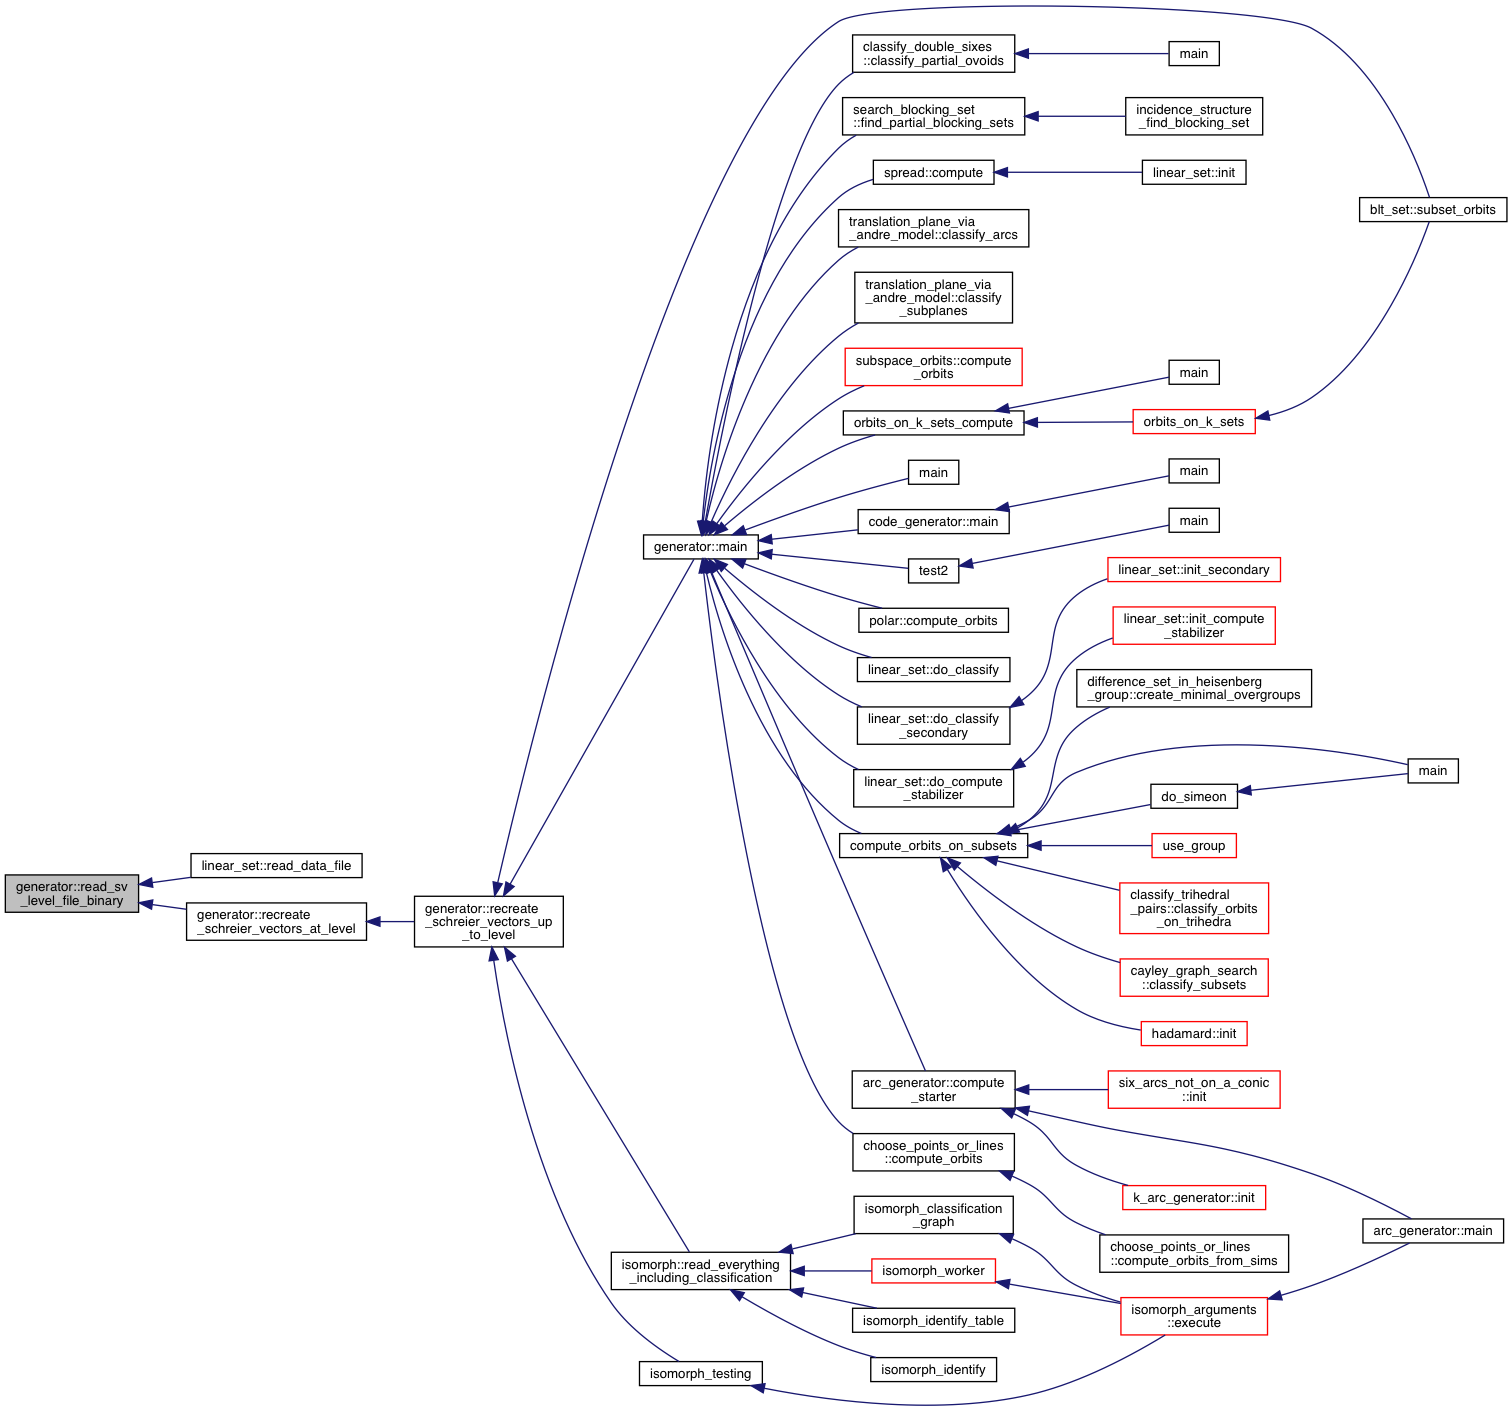 generator::read_sv
_level_file_binary
linear_set::read_data_file
generator::recreate
_schreier_vectors_at_level
generator::recreate
_schreier_vectors_up
_to_level
generator::main
isomorph::read_everything
_including_classification
isomorph_testing
classify_double_sixes
::classify_partial_ovoids
main
search_blocking_set
::find_partial_blocking_sets
incidence_structure
_find_blocking_set
spread::compute
linear_set::init
translation_plane_via
_andre_model::classify_arcs
blt_set::subset_orbits
translation_plane_via
_andre_model::classify
_subplanes
subspace_orbits::compute
_orbits
main
orbits_on_k_sets_compute
orbits_on_k_sets
main
main
code_generator::main
main
test2
linear_set::init_secondary
polar::compute_orbits
linear_set::init_compute
_stabilizer
linear_set::do_classify
difference_set_in_heisenberg
_group::create_minimal_overgroups
linear_set::do_classify
_secondary
main
linear_set::do_compute
_stabilizer
do_simeon
compute_orbits_on_subsets
use_group
classify_trihedral
_pairs::classify_orbits
_on_trihedra
cayley_graph_search
::classify_subsets
hadamard::init
arc_generator::compute
_starter
six_arcs_not_on_a_conic
::init
choose_points_or_lines
::compute_orbits
k_arc_generator::init
isomorph_classification
_graph
arc_generator::main
choose_points_or_lines
::compute_orbits_from_sims
isomorph_worker
isomorph_arguments
::execute
isomorph_identify_table
isomorph_identify